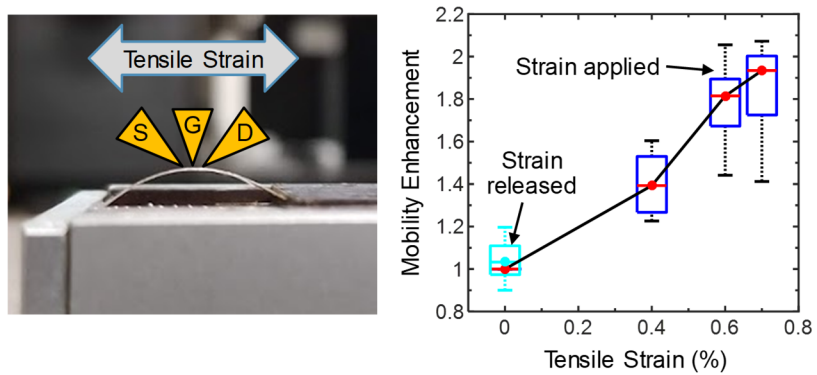 Tensile Strain
S
G
D
Mobility Enhancement
2.2
2
1.8
1.6
1.4
1.2
1
0.8
Strain applied
Strain
released
0
0.2
0.4
0.6
0.8
Tensile Strain (%)